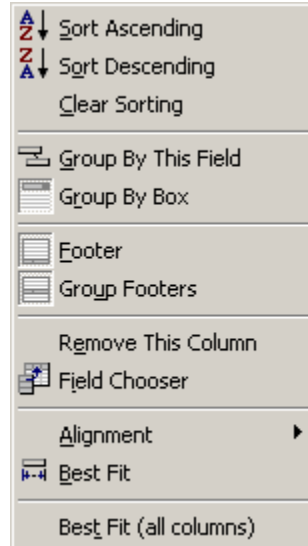 Sort Ascending
Sort Descending
Clear Sorting
Group By This Field
Group By Box
Footer
Group Footers
Remove This Column
Field Chooser
Alignment
Best Fit
Best Fit (all columns)